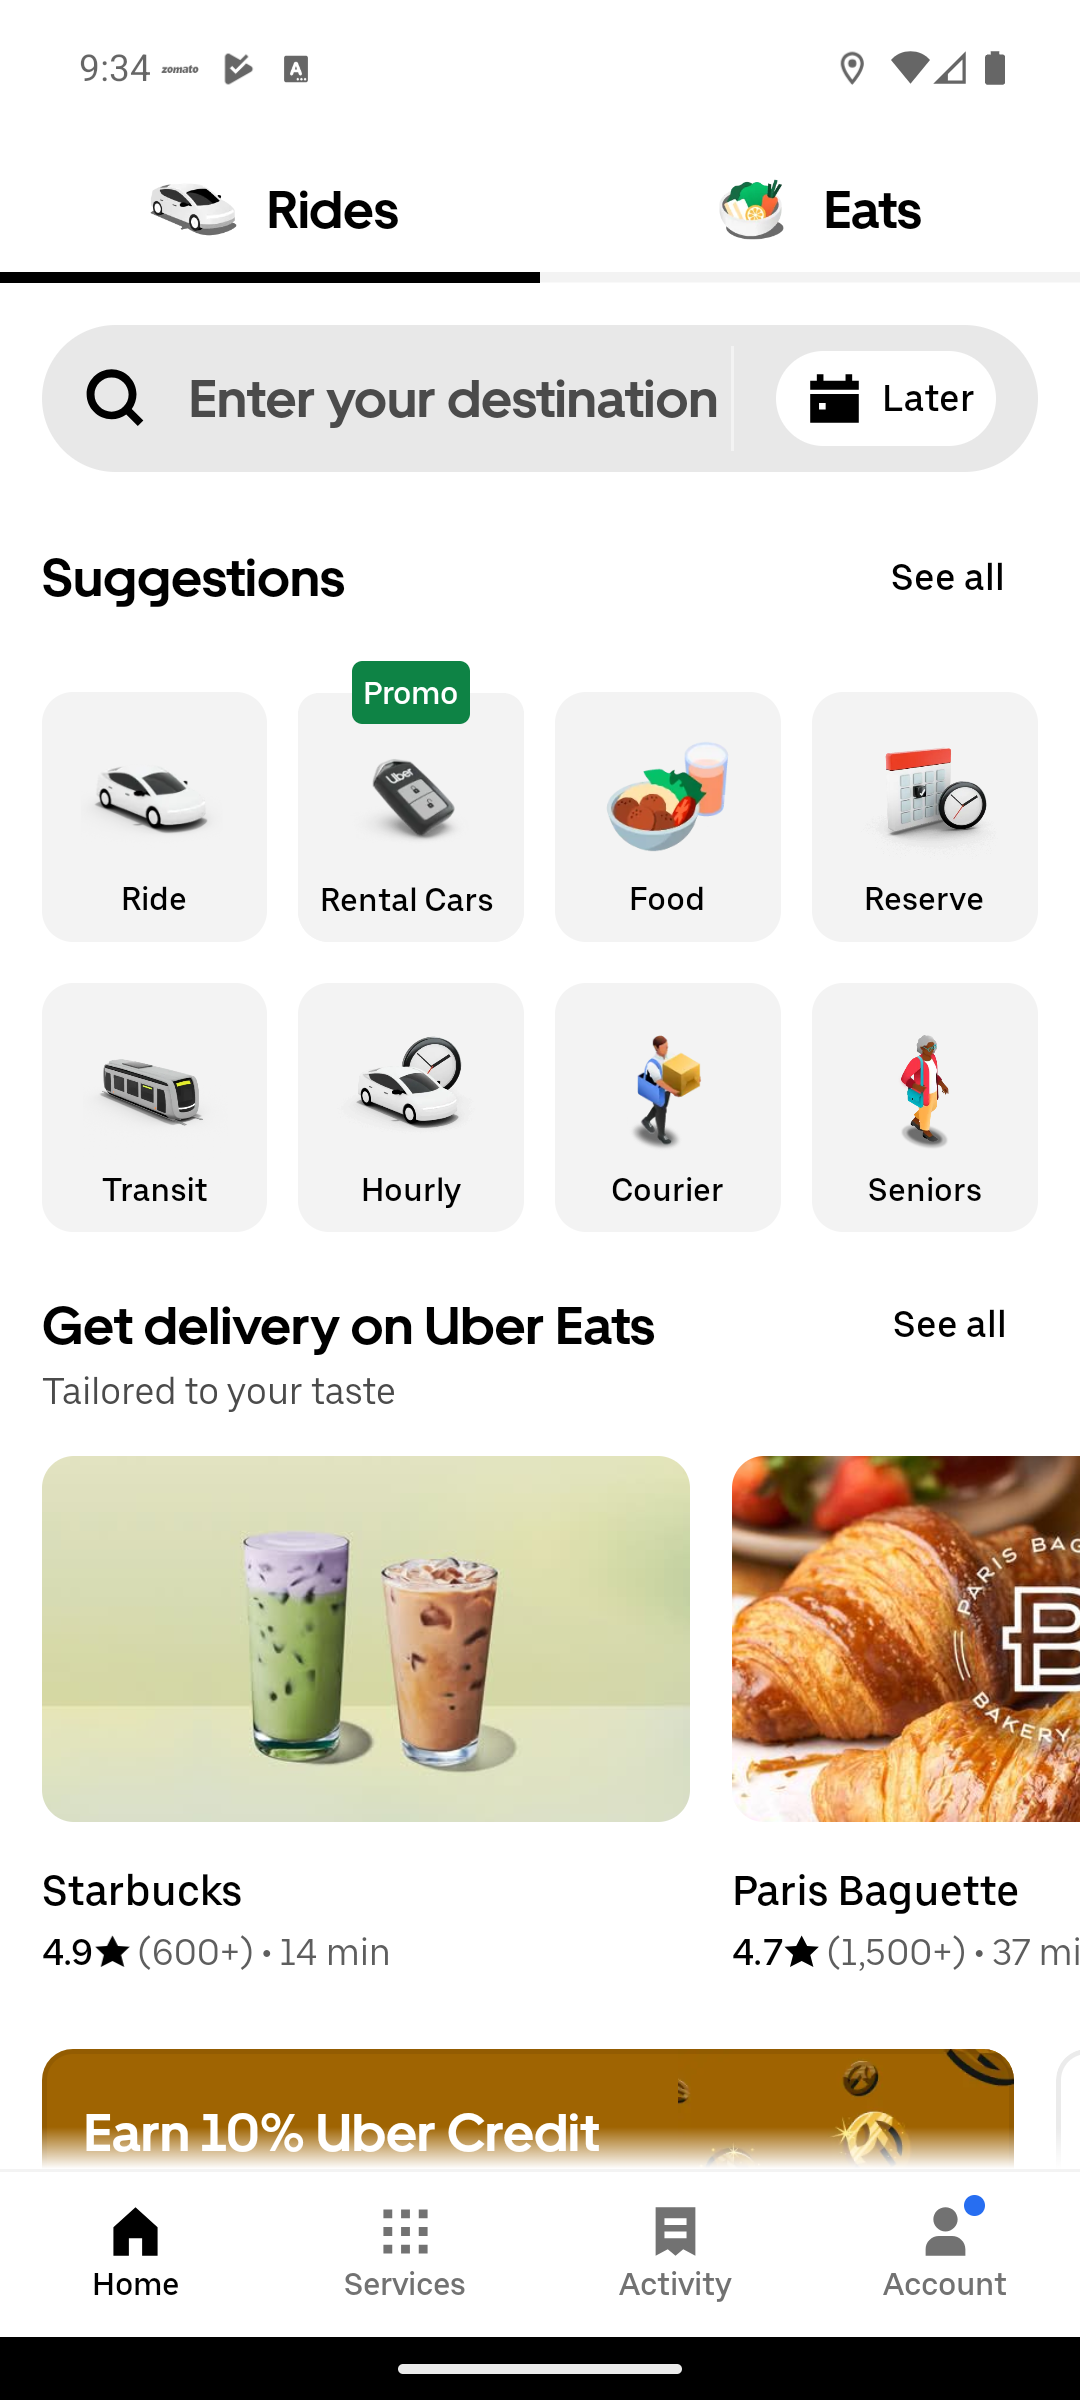 9:34 zomato
Rides
Eats
Enter your destination
Later
Suggestions
See all
Promo
Uber
Ride
Rental Cars
Food
Reserve
Transit
Hourly
Courier
Seniors
Get delivery on Uber Eats
See all
Tailored to your taste
PARIS BAG
B
BAKERY
Starbucks
Paris Baguette
4.9★ (600+) • 14 min
4.7★ (1,500+) • 37 mi
Earn 10% Uber Credit
Home
Services
Activity
Account